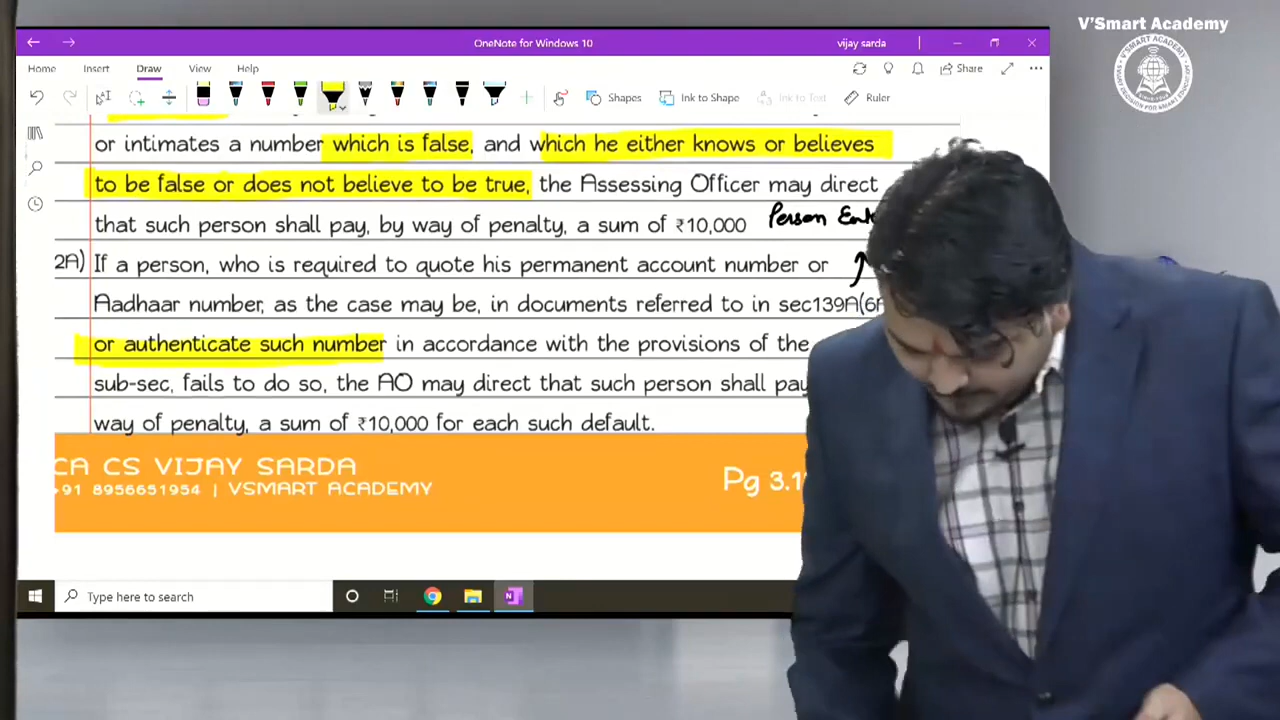 V'Smart Academy
OneNote for Windows 10
vijay sarda
Home Insert Draw View Help
Share
Shapes Ink to Shape Ink to Text Ruler
or intimates a number which is false, and which he either knows or believes
to be false or does not believe to be true, the Assessing Officer may direct
that such person shall pay, by way of penalty, a sum of ₹10,000
Person
2A) If a person, who is required to quote his permanent account number or
Aadhaar number, as the case may be, in documents referred to in sec139A(6
or authenticate such number in accordance with the provisions of the
sub-sec, fails to do so, the AO may direct that such person shall pay
way of penalty, a sum of ₹10,000 for each such default.
CA CS VIJAY SARDA
+91 8956651954 | VSMART ACADEMY
Pg 3.1
Type here to search